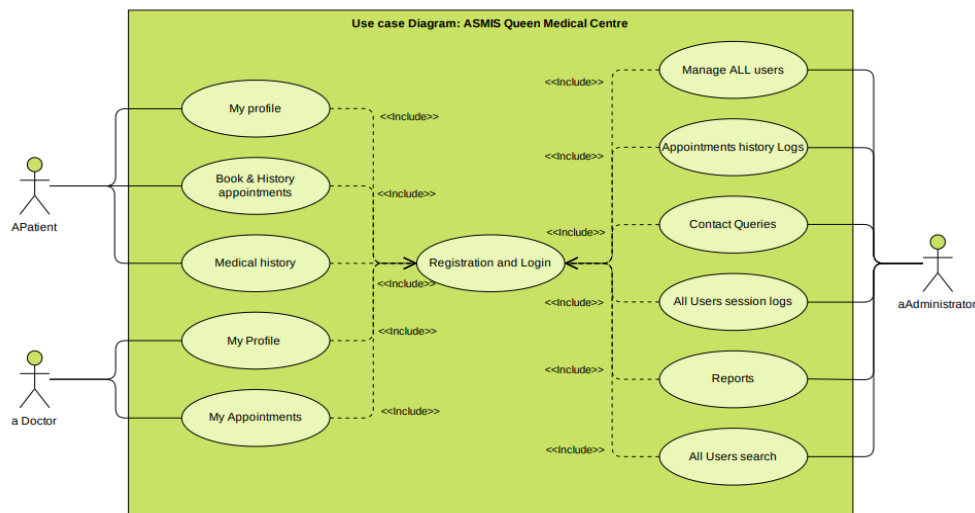 Use case Diagram: ASMIS Queen Medical Centre
Manage ALL users
<<Include>>
My profile
<<Include>>
Appointments history Logs
<<Include>>
Book & History
appointments
<<Include>>
APatient
Contact Queries
<<Include>>
Medical history
Registration and Login
<<Include>>
All Users session logs
<<Include>>
aAdministrator
My Profile
<<Include>>
<<Include>>
Reports
a Doctor
My Appointments
<<Include>>
<<Include>>
All Users search